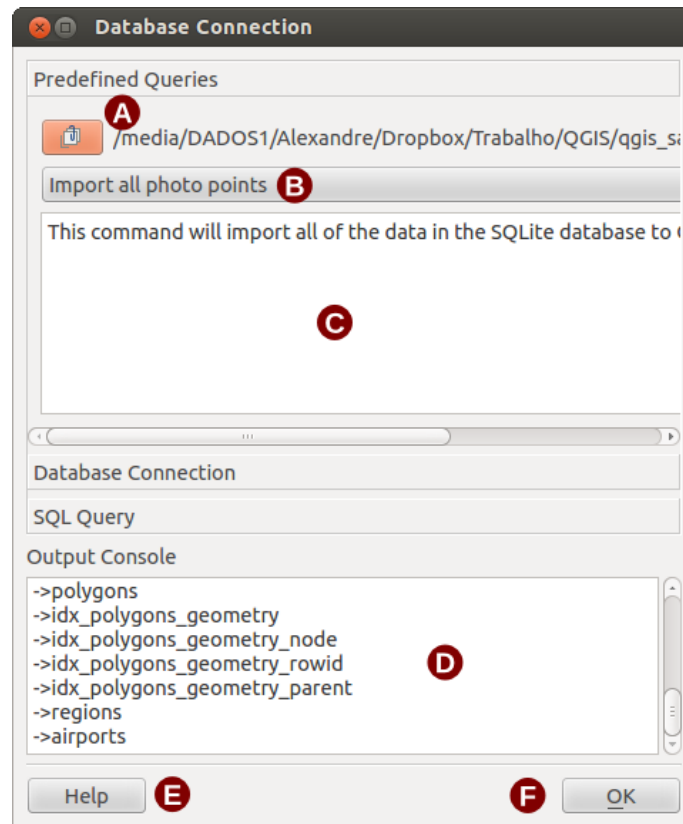 Database Connection
Predefined Queries
A
/media/DADOS1/Alexandre/Dropbox/Trabalho/QGIS/qgis_sa
Import all photo points B
This command will import all of the data in the SQLite database to
C
Database Connection
SQL Query
Output Console
->polygons
->idx_polygons_geometry
->idx_polygons_geometry_node
->idx_polygons_geometry_rowid
D
->idx_polygons_geometry_parent
->regions
->airports
Help E F OK